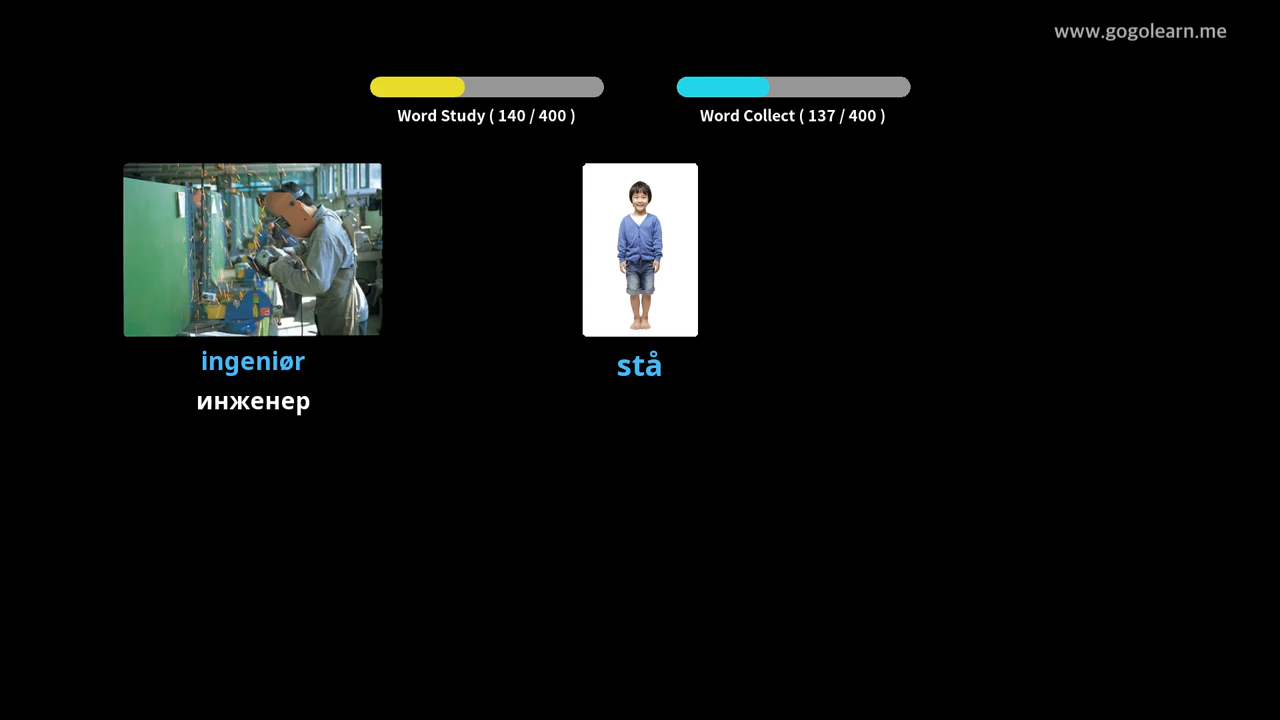 www.gogolearn.me
Word Study ( 140 / 400 )
Word Collect ( 137 / 400 )
ingeniør
инженер
stå